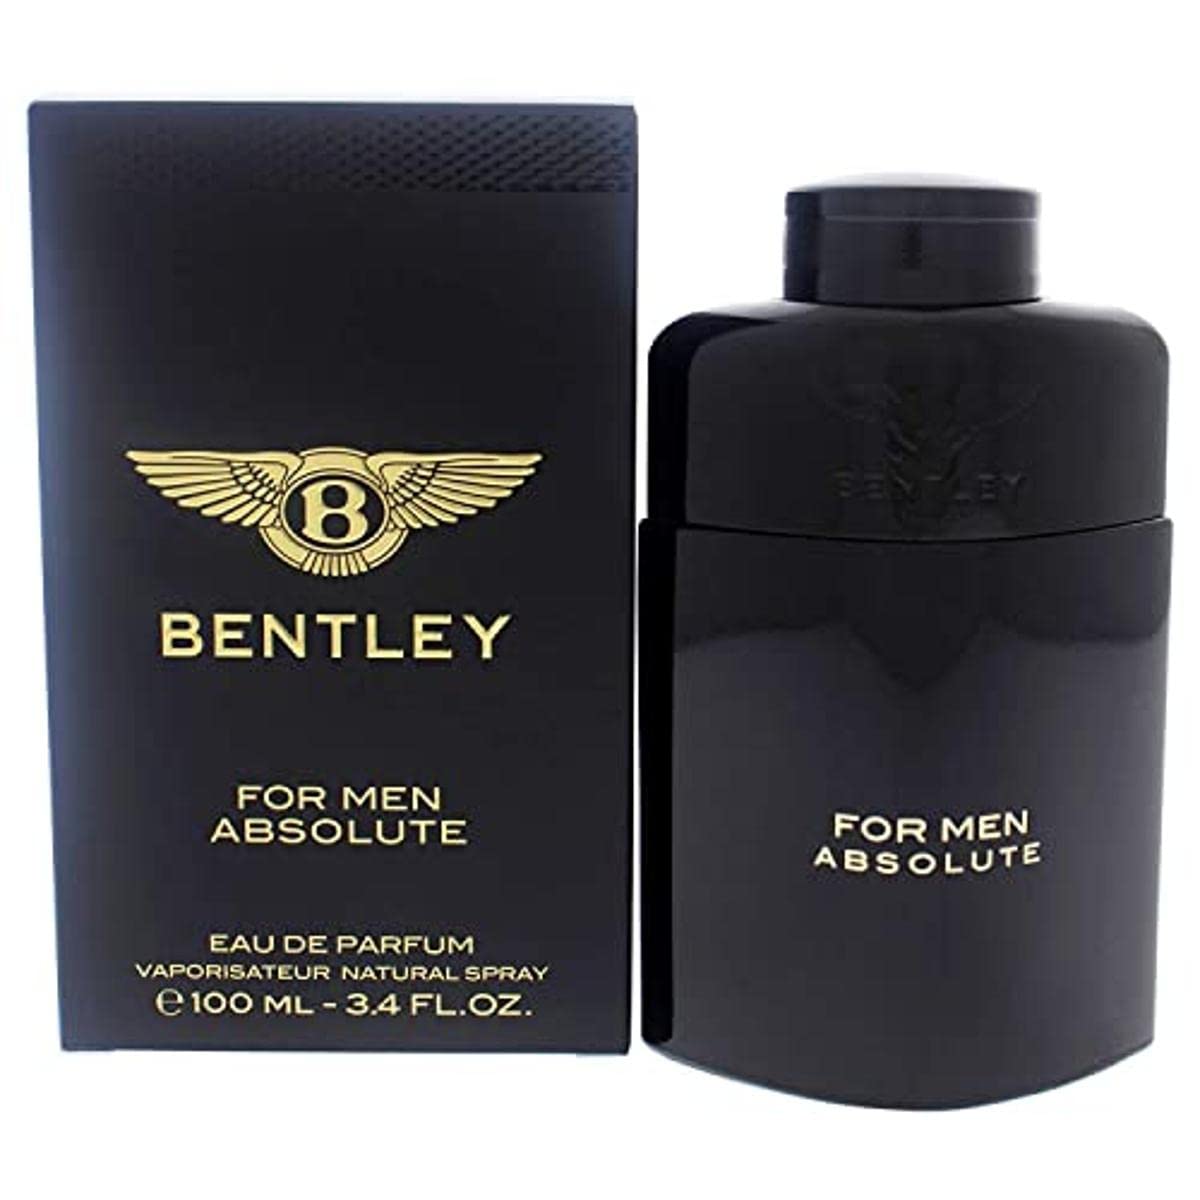 B
BENTLEY
FOR MEN
ABSOLUTE
EAU DE PARFUM
VAPORISATEUR NATURAL SPRAY
℮ 100 ML - 3.4 FL.OZ.
BENTLEY
FOR MEN
ABSOLUTE